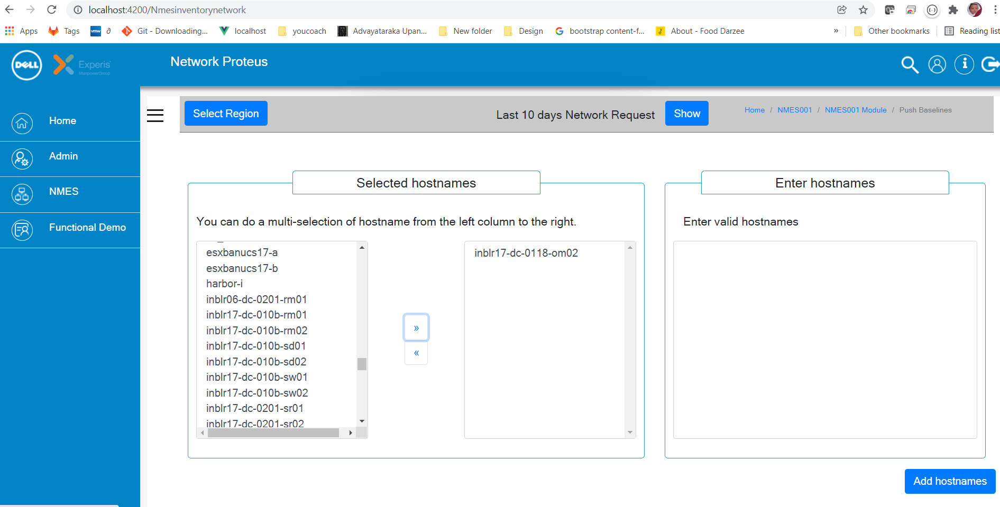 localhost:4200/Nmesinventorynetwork
Apps
Tags
vmw
∂
Git - Downloading...
localhost
youcoach
Advayataraka Upan...
New folder
Design
bootstrap content-f...
About - Food Darzee
»
Other bookmarks
Reading list
DELL
Experis
ManpowerGroup
Network Proteus
Home
Admin
NMES
Functional Demo
Select Region
Last 10 days Network Request
Show
Home / NMES001 / NMES001 Module / Push Baselines
Selected hostnames
You can do a multi-selection of hostname from the left column to the right.
esxbanucs17-a
esxbanucs17-b
harbor-i
inblr06-dc-0201-rm01
inblr17-dc-010b-rm01
inblr17-dc-010b-rm02
inblr17-dc-010b-sd01
inblr17-dc-010b-sd02
inblr17-dc-010b-sw01
inblr17-dc-010b-sw02
inblr17-dc-0201-sr01
inblr17-dc-0201-sr02
»
«
inblr17-dc-0118-om02
Enter hostnames
Enter valid hostnames
Add hostnames